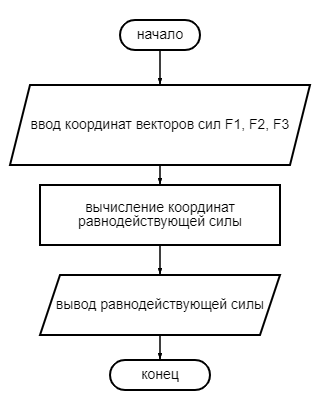 начало
ввод координат векторов сил F1, F2, F3
вычисление координат
равнодействующей силы
вывод равнодействующей силы
конец